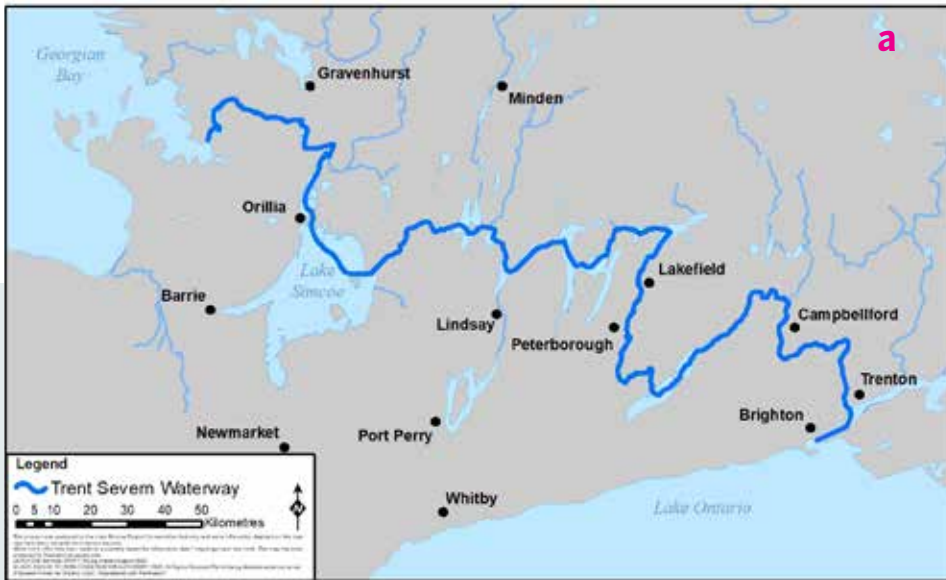 a
Georgian
Bay
Gravenhurst
Minden
Orillia
Lake
Simcoe
Lakefield
Barrie
Lindsay
Campbellford
Peterborough
Trenton
Brighton
Port Perry
Newmarket
Whitby
Lake Ontario
Legend
Trent Severn Waterway
0 5 10 20 30 40 50
Kilometres
N